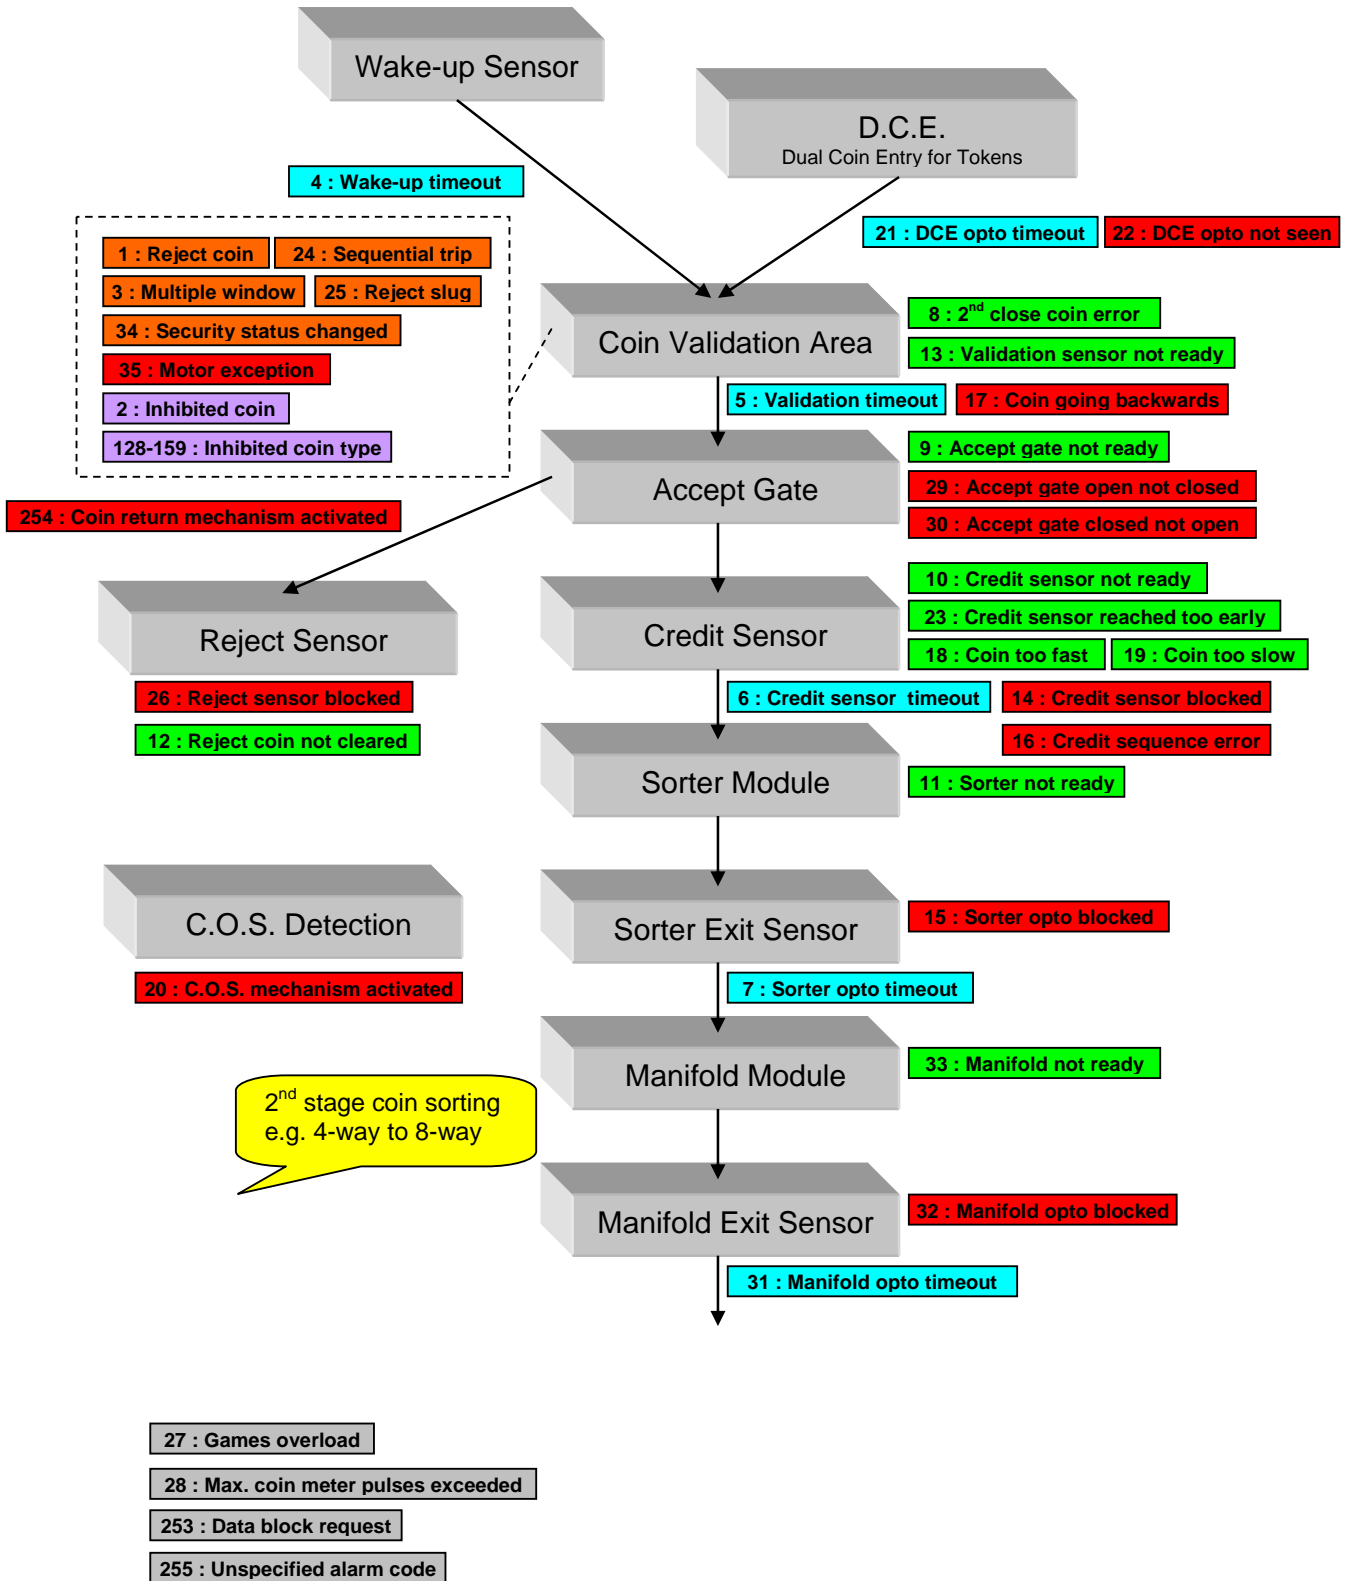 Wake-up Sensor
D.C.E.
Dual Coin Entry for Tokens
4 : Wake-up timeout
21 : DCE opto timeout
22 : DCE opto not seen
1 : Reject coin
24 : Sequential trip
3 : Multiple window
25 : Reject slug
34 : Security status changed
35 : Motor exception
2 : Inhibited coin
128-159 : Inhibited coin type
Coin Validation Area
8 : 2nd close coin error
13 : Validation sensor not ready
5 : Validation timeout
17 : Coin going backwards
Accept Gate
9 : Accept gate not ready
29 : Accept gate open not closed
30 : Accept gate closed not open
254 : Coin return mechanism activated
Reject Sensor
26 : Reject sensor blocked
12 : Reject coin not cleared
Credit Sensor
10 : Credit sensor not ready
23 : Credit sensor reached too early
18 : Coin too fast
19 : Coin too slow
6 : Credit sensor timeout
14 : Credit sensor blocked
16 : Credit sequence error
Sorter Module
11 : Sorter not ready
C.O.S. Detection
20 : C.O.S. mechanism activated
Sorter Exit Sensor
15 : Sorter opto blocked
7 : Sorter opto timeout
Manifold Module
33 : Manifold not ready
2nd stage coin sorting
e.g. 4-way to 8-way
Manifold Exit Sensor
32 : Manifold opto blocked
31 : Manifold opto timeout
27 : Games overload
28 : Max. coin meter pulses exceeded
253 : Data block request
255 : Unspecified alarm code